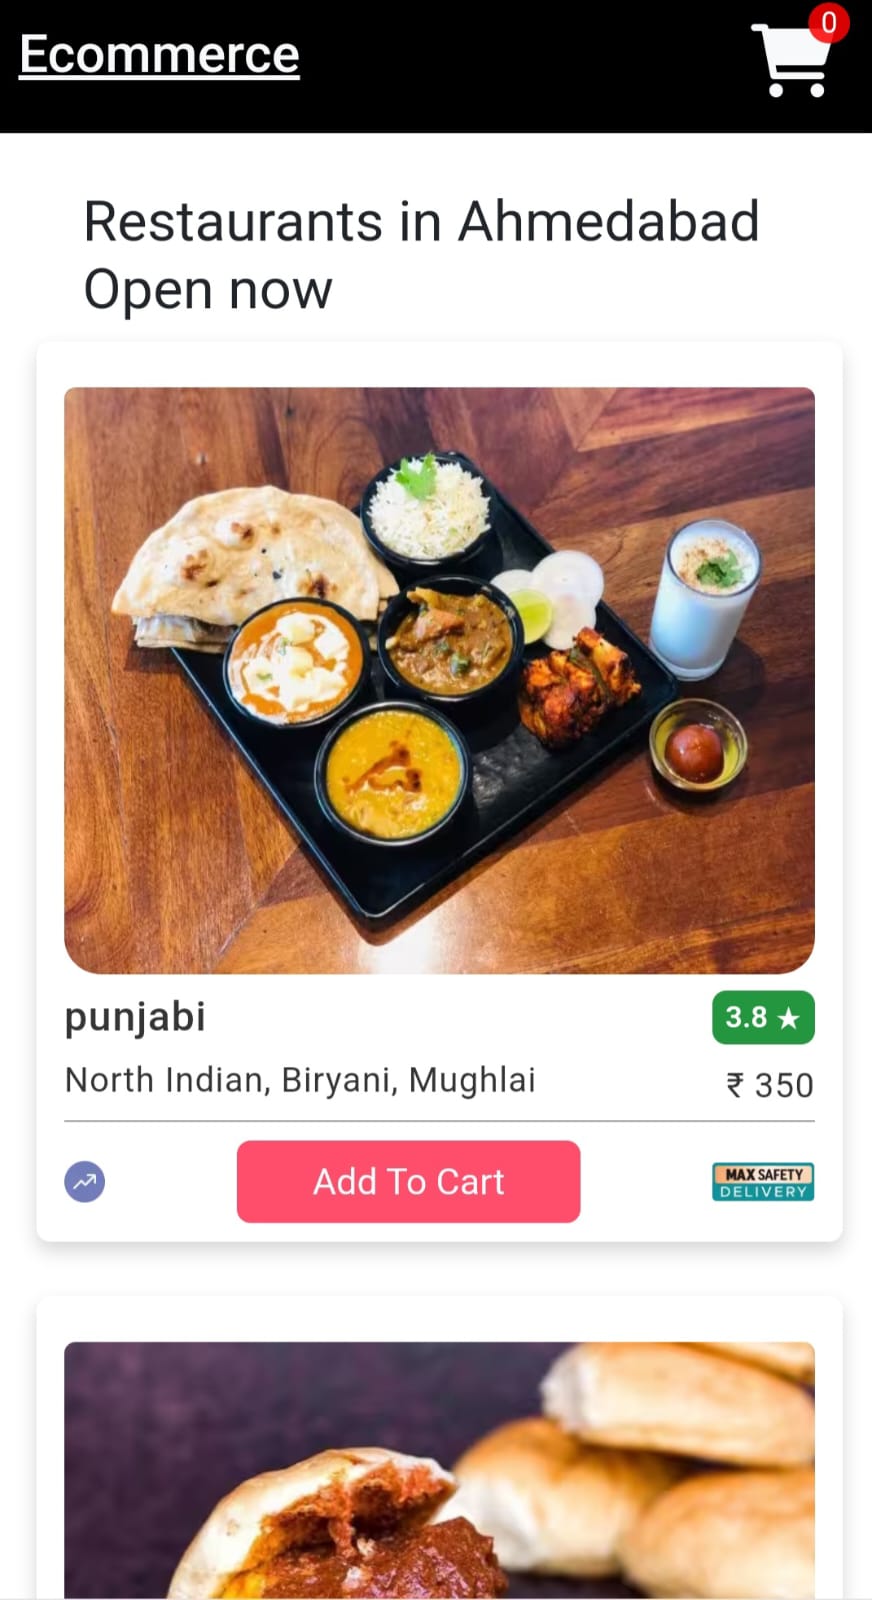 Ecommerce
0
Restaurants in Ahmedabad
Open now
punjabi
3.8 ★
North Indian, Biryani, Mughlai
₹ 350
Add To Cart
MAX SAFETY
DELIVERY